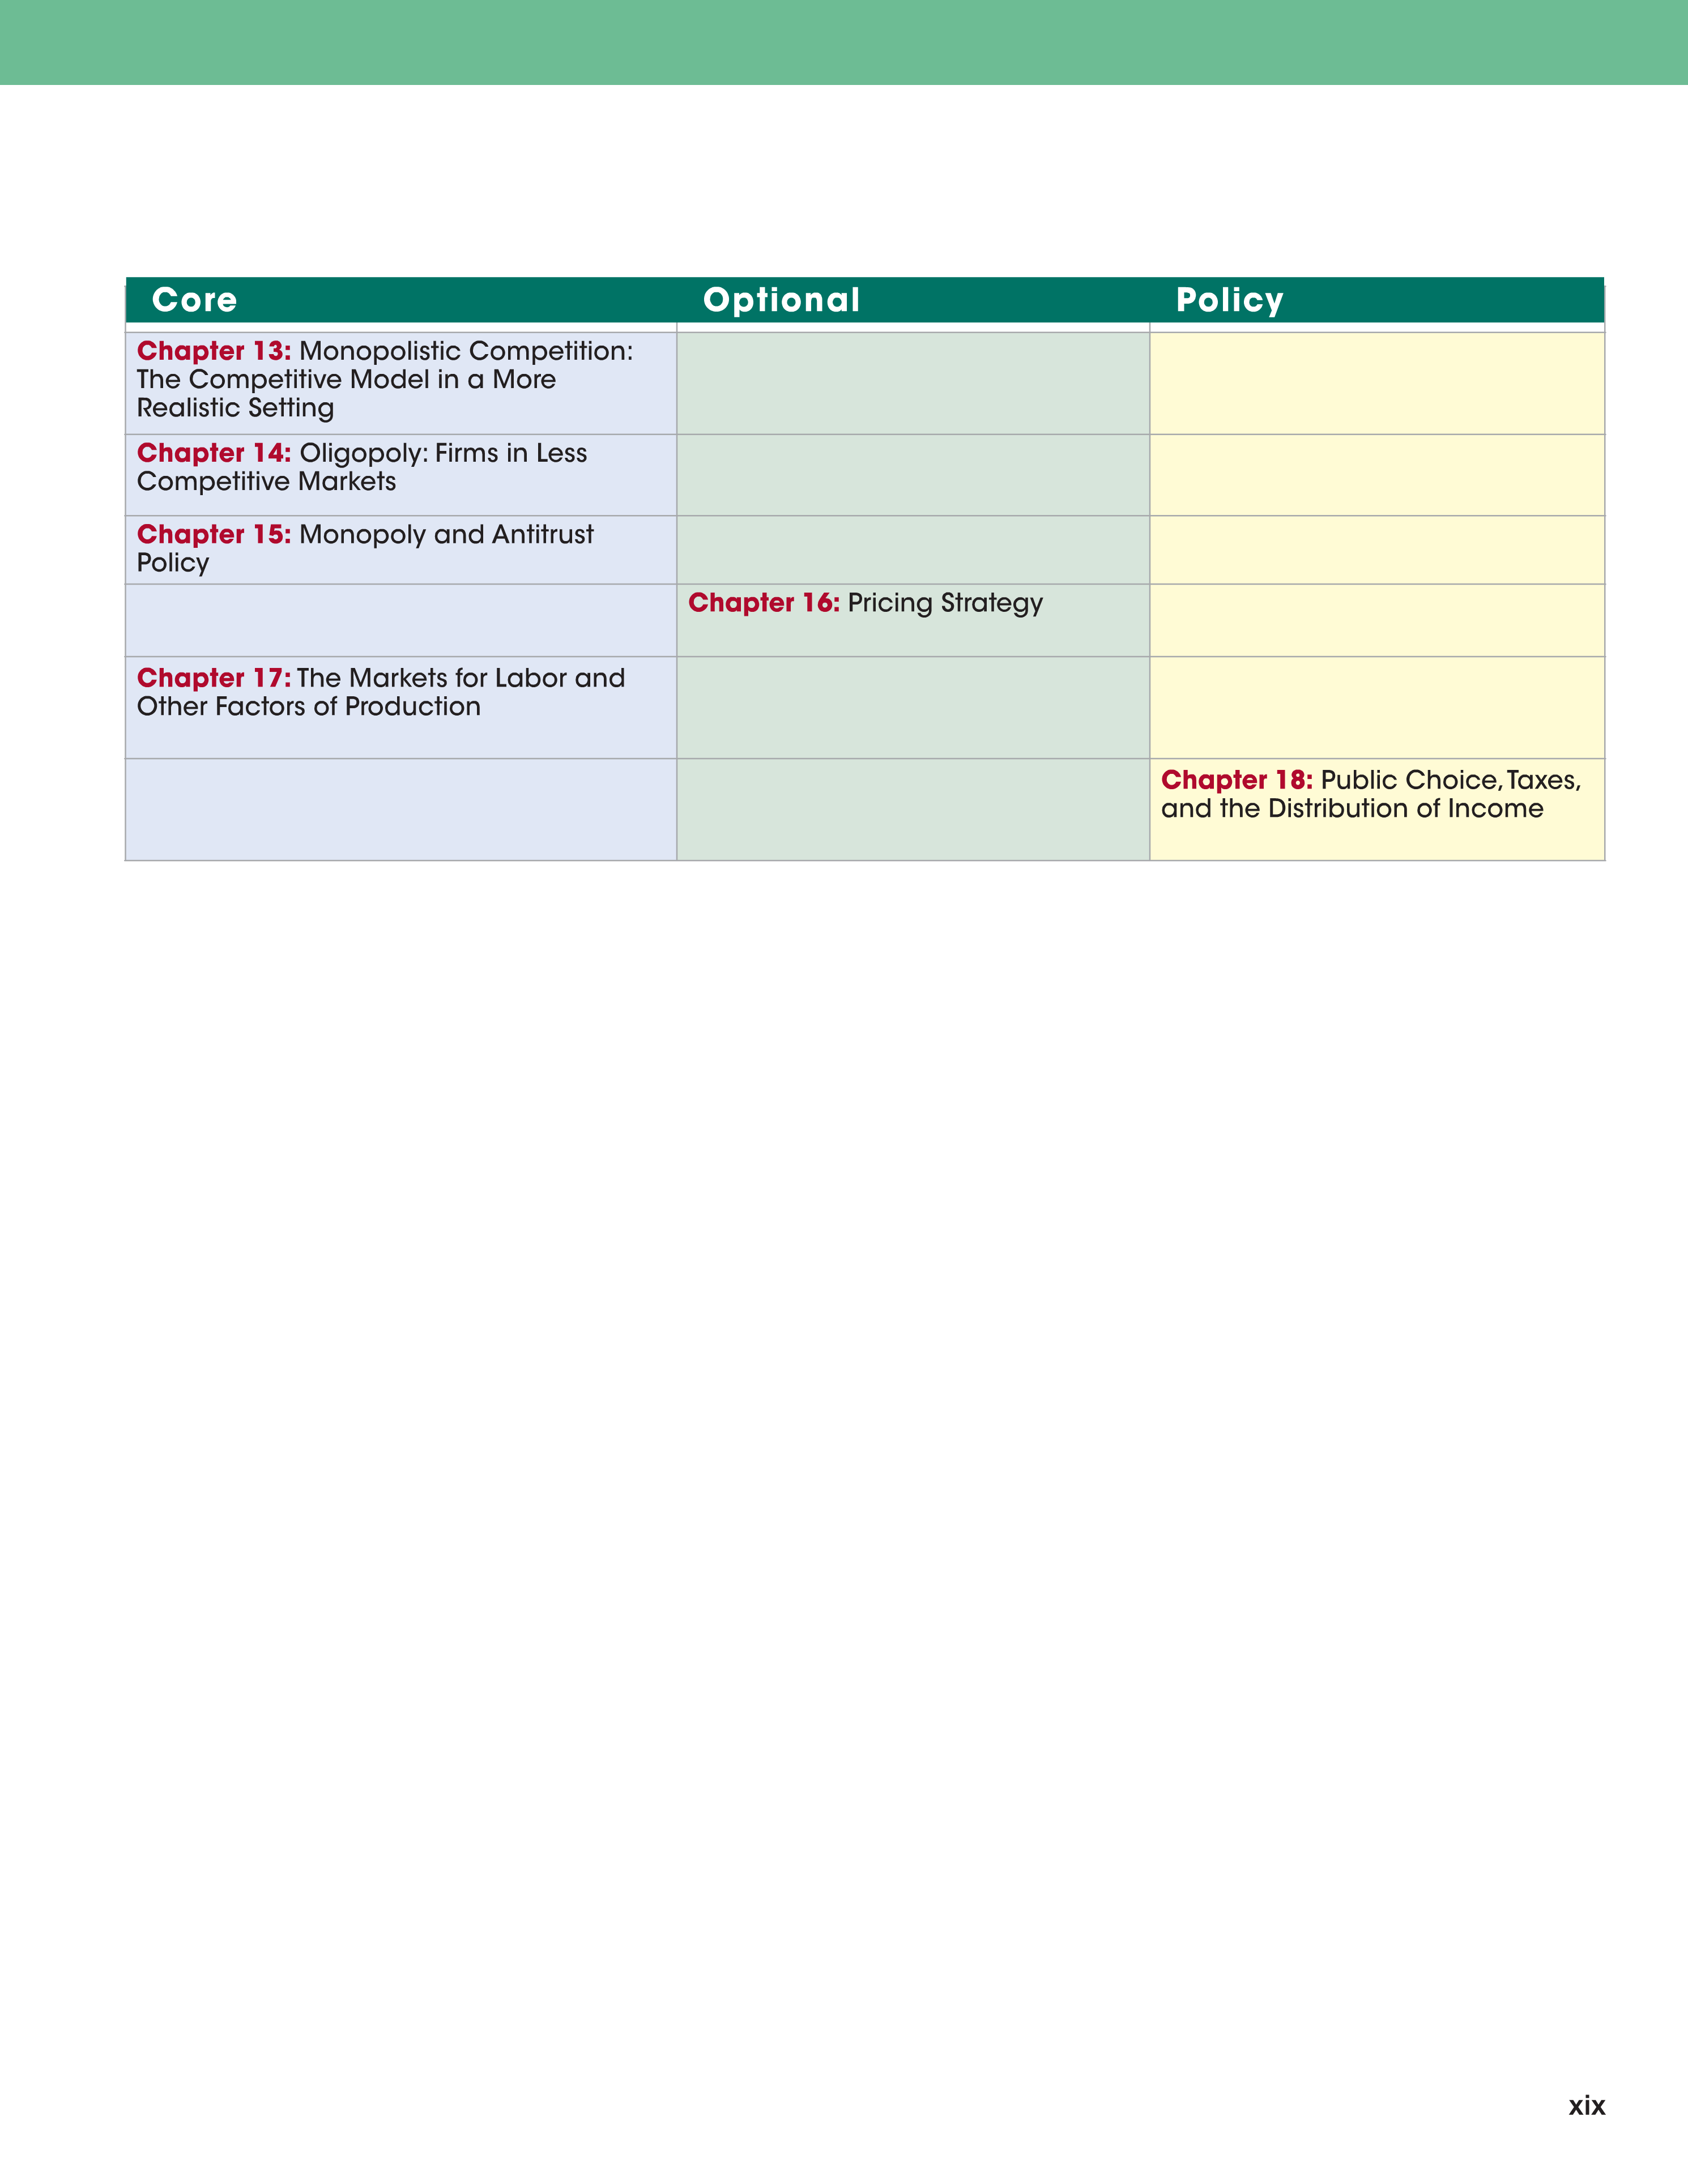 Core Optional Policy
Chapter 13: Monopolistic Competition:
The Competitive Model in a More
Realistic Setting
Chapter 14: Oligopoly: Firms in Less
Competitive Markets
Chapter 15: Monopoly and Antitrust
Policy
Chapter 16: Pricing Strategy
Chapter 17: The Markets for Labor and
Other Factors of Production
Chapter 18: Public Choice, Taxes,
and the Distribution of Income
xix